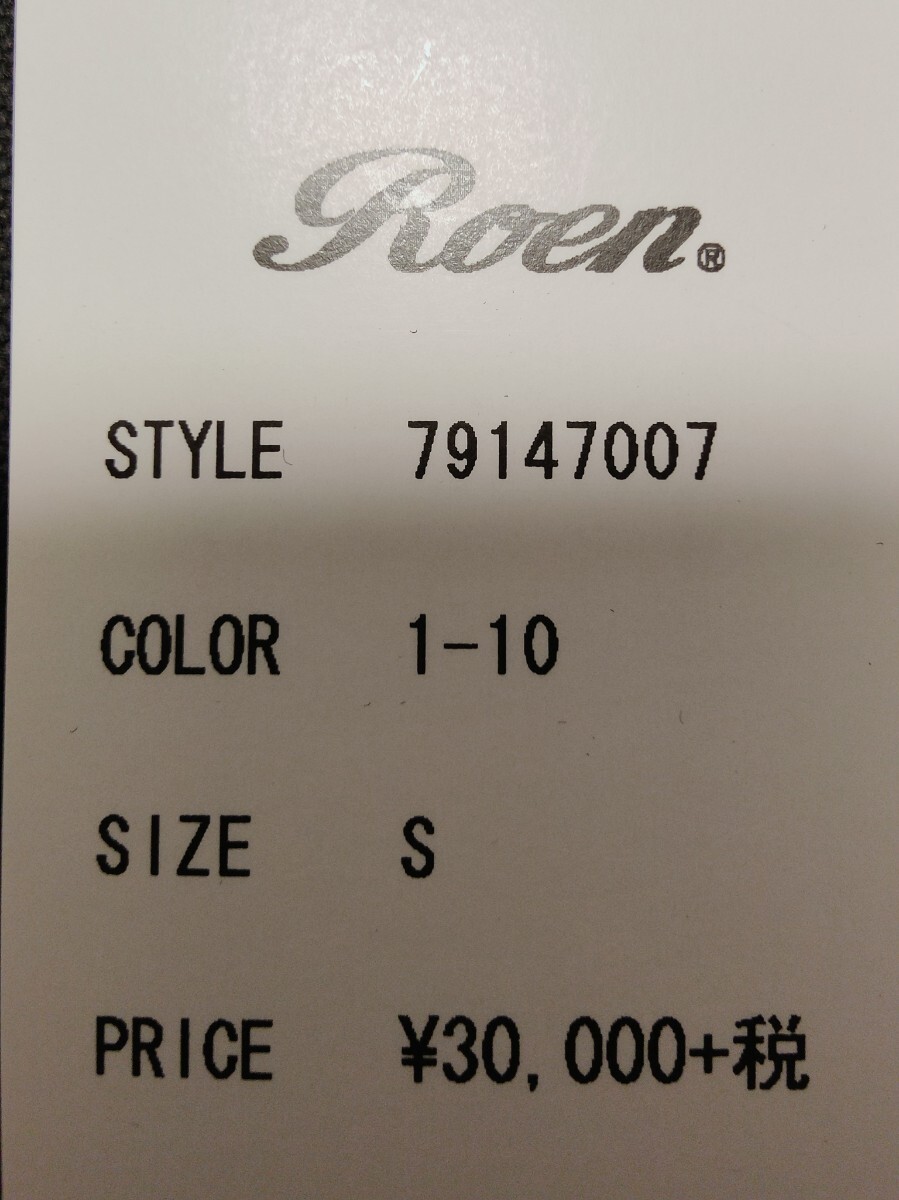 Roen®
STYLE 79147007
COLOR 1-10
SIZE S
PRICE ¥30,000+税